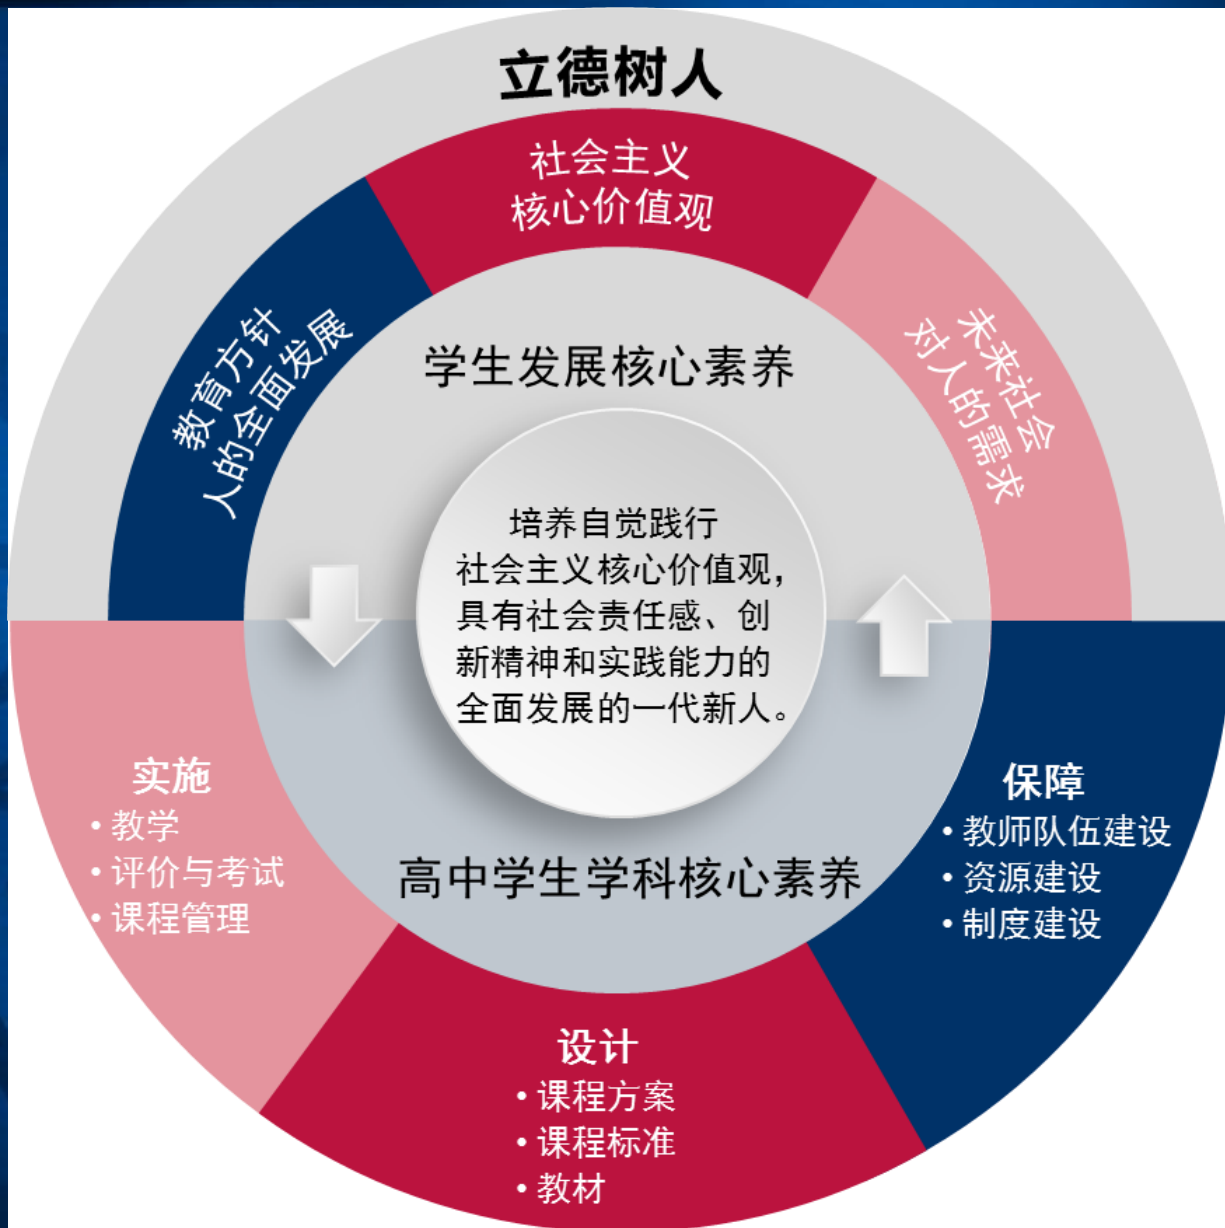 立德树人
社会主义
核心价值观
教育方针
人的全面发展
未来社会
对人的需求
学生发展核心素养
培养自觉践行
社会主义核心价值观，
具有社会责任感、创
新精神和实践能力的
全面发展的一代新人。
高中学生学科核心素养
实施
• 教学
• 评价与考试
• 课程管理
设计
• 课程方案
• 课程标准
• 教材
保障
• 教师队伍建设
• 资源建设
• 制度建设